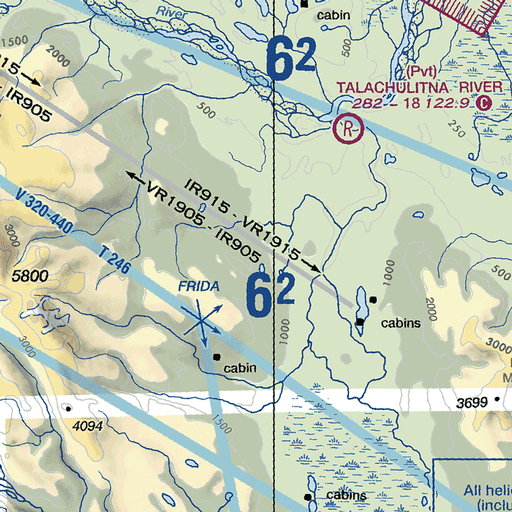 River
cabin
1500
2000
500
6²
(Pvt)
TALACHULITNA RIVER
282 - 18 122.9 C
R
250
915
IR905
500
IR915 - VR1915
VR1905 - IR905
V 320-440
T 246
3000
5800
FRIDA
6²
1000
1000
500
2000
cabins
3000
3000
cabin
3699
4094
1500
cabins
All helic
(inclu